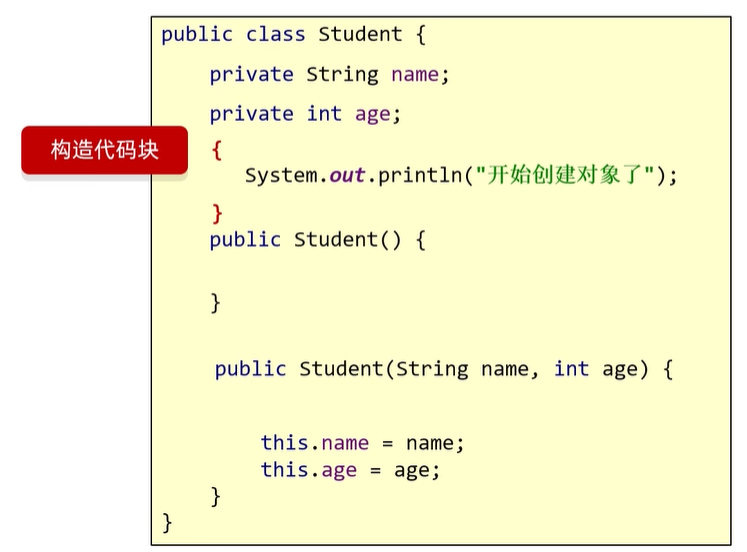 public class Student {
private String name;
private int age;
构造代码块
{
System.out.println("开始创建对象了");
}
public Student() {
}
public Student(String name, int age) {
this.name = name;
this.age = age;
}
}